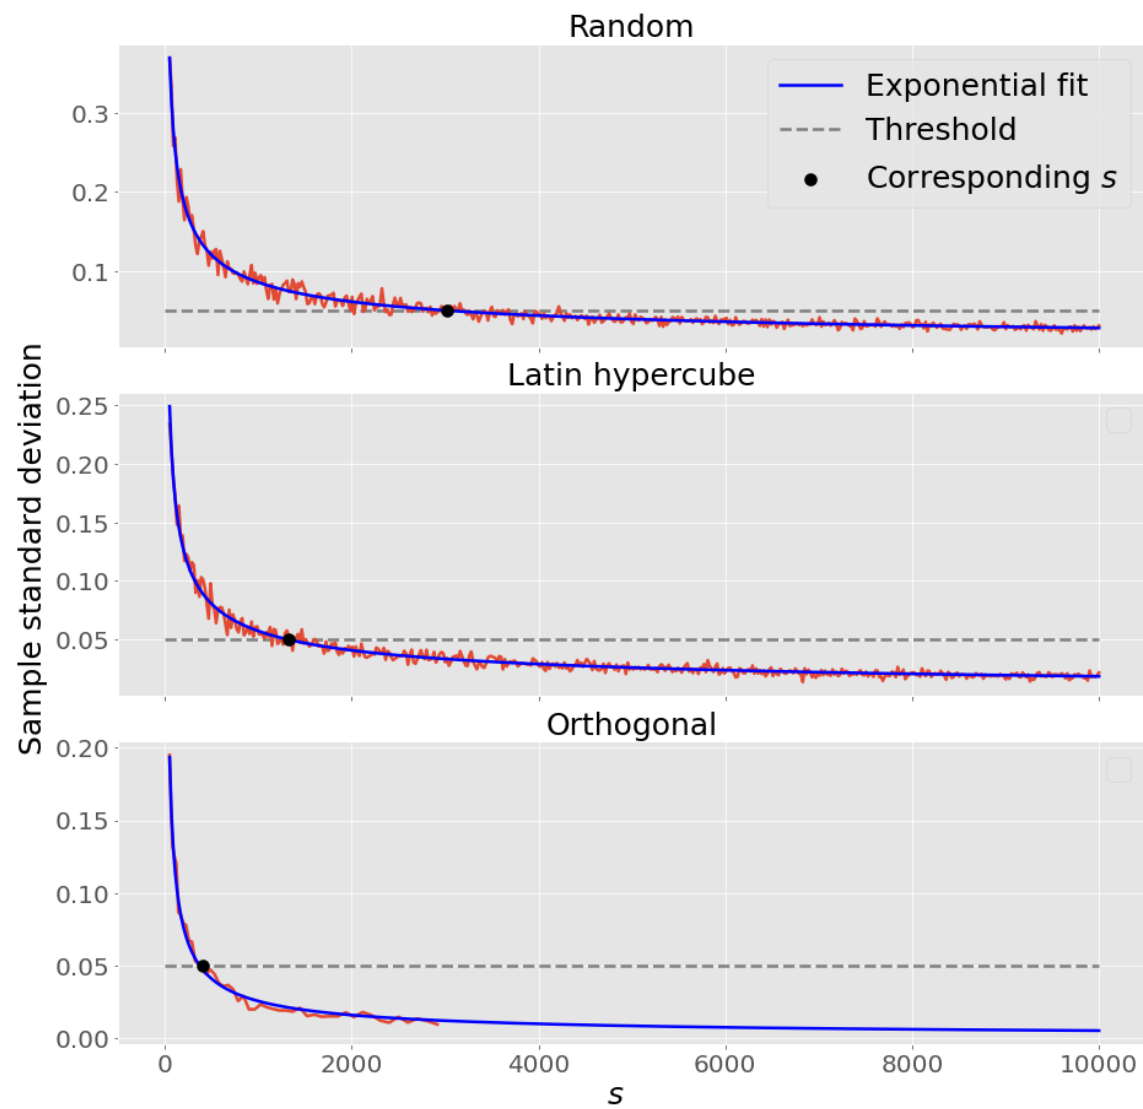 Random
Exponential fit
Threshold
Corresponding s
0.3
0.2
0.1
Sample standard deviation
Latin hypercube
0.25
0.20
0.15
0.10
0.05
Orthogonal
0.20
0.15
0.10
0.05
0.00
0 2000 4000 6000 8000 10000
s